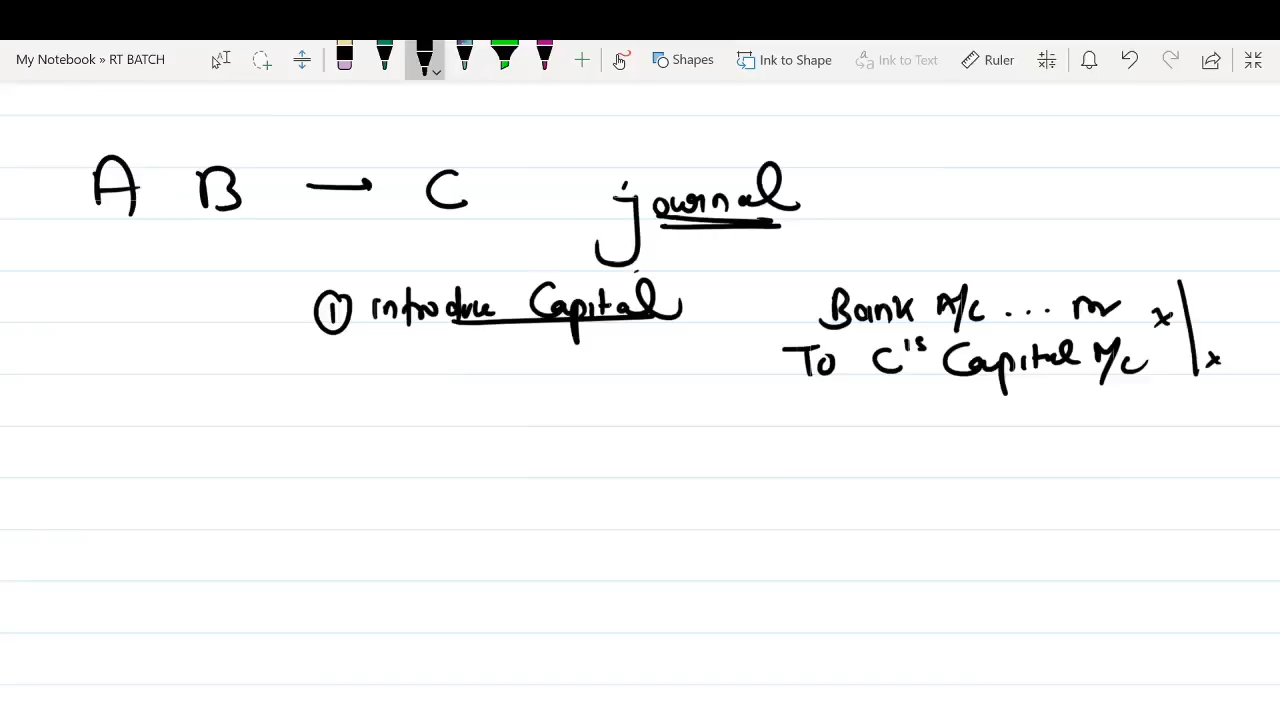 My Notebook » RT BATCH
Shapes
Ink to Shape
Ink to Text
Ruler
A B → C journal
① introduce Capital
Bank A/c ... Dr x
To C's Capital A/c x